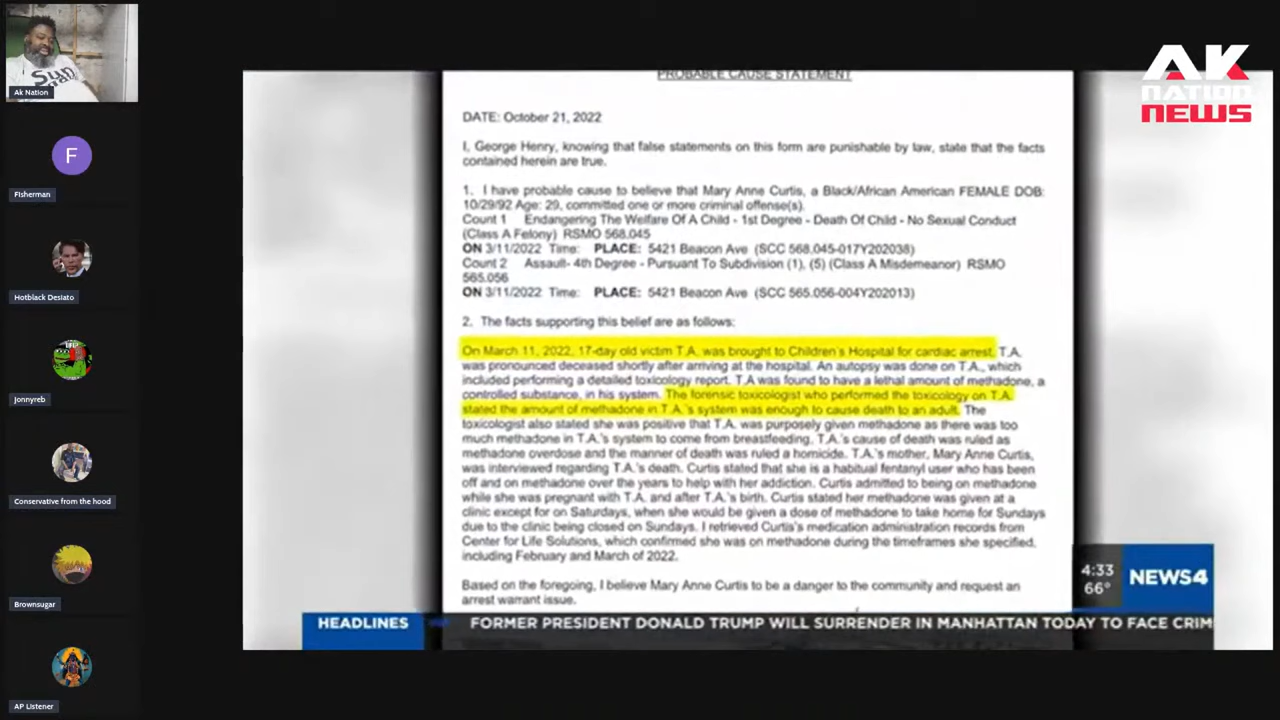 Ak Nation
F
Fisherman
Hotblack Desiato
Jonnyreb
Conservative from the hood
Brownsugar
AP Listener
AK
NATION
NEWS
PROBABLE CAUSE STATEMENT
DATE: October 21, 2022
I, George Henry, knowing that false statements on this form are punishable by law, state that the facts
contained herein are true.
1. I have probable cause to believe that Mary Anne Curtis, a Black/African American FEMALE DOB:
10/29/92 Age: 29, committed one or more criminal offense(s).
Count 1 Endangering The Welfare Of A Child - 1st Degree - Death Of Child - No Sexual Conduct
(Class A Felony) RSMO 568.045
ON 3/11/2022 Time: PLACE: 5421 Beacon Ave (SCC 568.045-017Y202038)
Count 2 Assault- 4th Degree - Pursuant To Subdivision (1), (5) (Class A Misdemeanor) RSMO
565.056
ON 3/11/2022 Time: PLACE: 5421 Beacon Ave (SCC 565.056-004Y202013)
2. The facts supporting this belief are as follows:
On March 11, 2022, 17-day old victim T.A. was brought to Children's Hospital for cardiac arrest. T.A.
was pronounced deceased shortly after arriving at the hospital. An autopsy was done on T.A., which
included performing a detailed toxicology report. T.A was found to have a lethal amount of methadone, a
controlled substance, in his system. The forensic toxicologist who performed the toxicology on T.A.
stated the amount of methadone in T.A.'s system was enough to cause death to an adult. The
toxicologist also stated she was positive that T.A. was purposely given methadone as there was too
much methadone in T.A.'s system to come from breastfeeding. T.A.'s cause of death was ruled as
methadone overdose and the manner of death was ruled a homicide. T.A.'s mother, Mary Anne Curtis,
was interviewed regarding T.A.'s death. Curtis stated that she is a habitual fentanyl user who has been
off and on methadone over the years to help with her addiction. Curtis admitted to being on methadone
while she was pregnant with T.A. and after T.A.'s birth. Curtis stated her methadone was given at a
clinic except for on Saturdays, when she would be given a dose of methadone to take home for Sundays
due to the clinic being closed on Sundays. I retrieved Curtis's medication administration records from
Center for Life Solutions, which confirmed she was on methadone during the timeframes she specified,
including February and March of 2022.
Based on the foregoing, I believe Mary Anne Curtis to be a danger to the community and request an
arrest warrant issue.
4:33
66°
NEWS4
HEADLINES
FORMER PRESIDENT DONALD TRUMP WILL SURRENDER IN MANHATTAN TODAY TO FACE CRIM